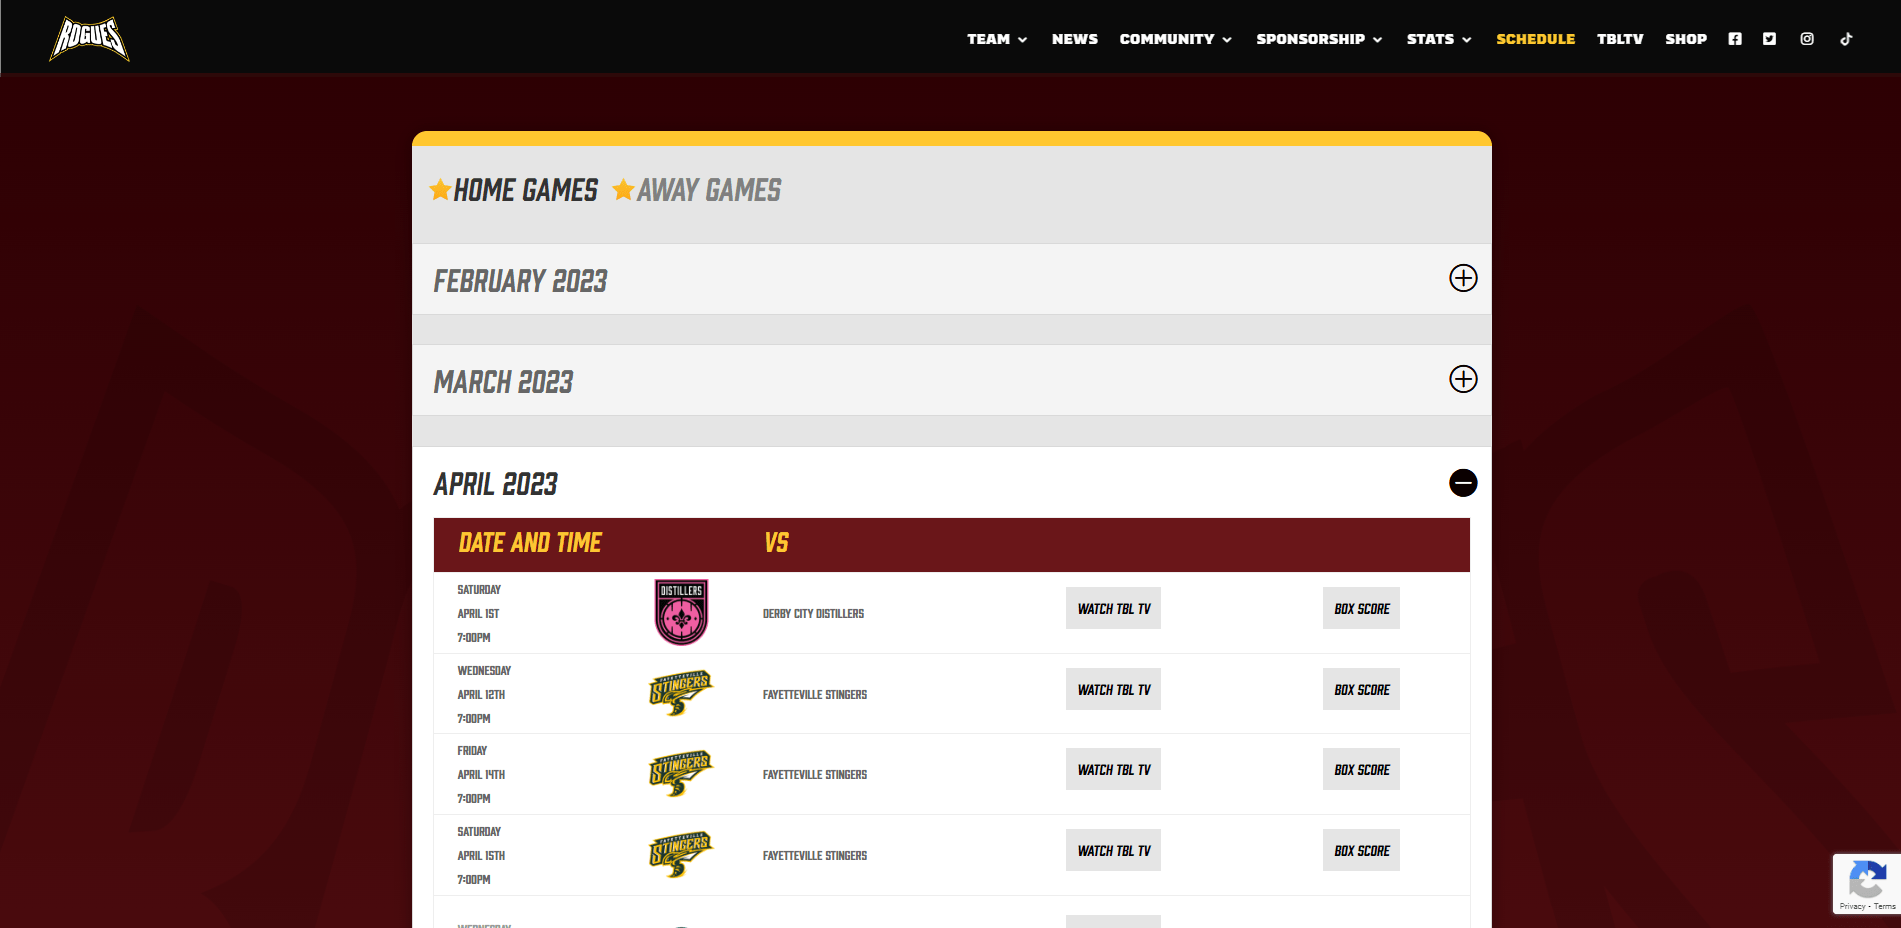 ROGUES
TEAM NEWS COMMUNITY SPONSORSHIP STATS SCHEDULE TBLTV SHOP
HOME GAMES AWAY GAMES
FEBRUARY 2023
MARCH 2023
APRIL 2023
DATE AND TIME VS
SATURDAY
APRIL 1ST
7:00PM
DISTILLERS
DERBY CITY DISTILLERS
WATCH TBL TV
BOX SCORE
WEDNESDAY
APRIL 12TH
7:00PM
FAYETTEVILLE
STINGERS
FAYETTEVILLE STINGERS
WATCH TBL TV
BOX SCORE
FRIDAY
APRIL 14TH
7:00PM
FAYETTEVILLE
STINGERS
FAYETTEVILLE STINGERS
WATCH TBL TV
BOX SCORE
SATURDAY
APRIL 15TH
7:00PM
FAYETTEVILLE
STINGERS
FAYETTEVILLE STINGERS
WATCH TBL TV
BOX SCORE
WEDNESDAY
Privacy - Terms